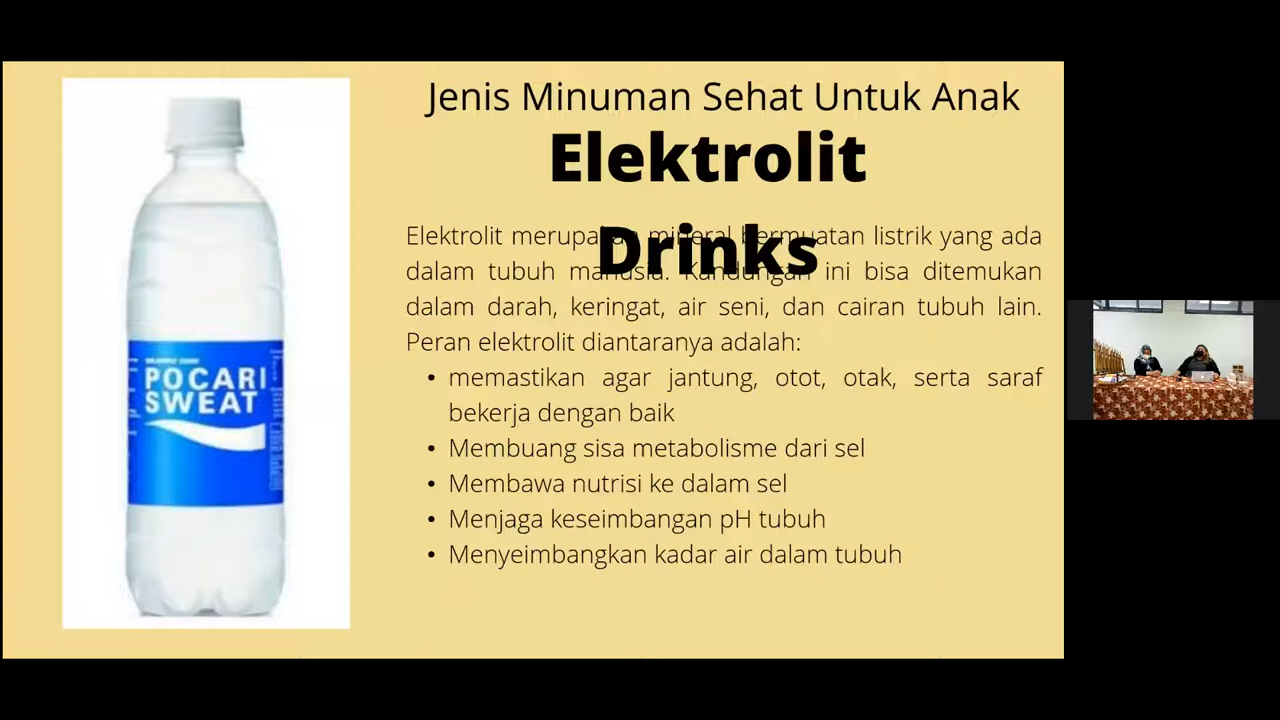 Jenis Minuman Sehat Untuk Anak
Elektrolit
Drinks
Elektrolit merupakan mineral bermuatan listrik yang ada
dalam tubuh manusia. Kandungan ini bisa ditemukan
dalam darah, keringat, air seni, dan cairan tubuh lain.
Peran elektrolit diantaranya adalah:
• memastikan agar jantung, otot, otak, serta saraf
bekerja dengan baik
• Membuang sisa metabolisme dari sel
• Membawa nutrisi ke dalam sel
• Menjaga keseimbangan pH tubuh
• Menyeimbangkan kadar air dalam tubuh
POCARI
SWEAT